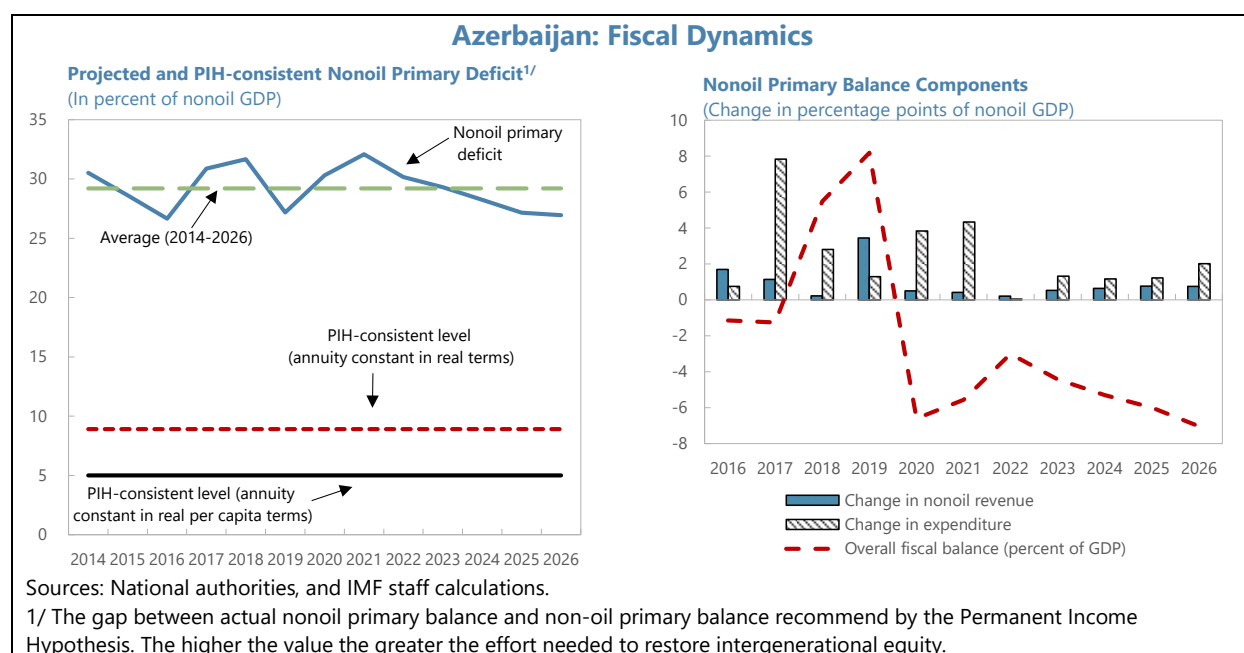 Azerbaijan: Fiscal Dynamics
Projected and PIH-consistent Nonoil Primary Deficit1/
(In percent of nonoil GDP)
35
30
25
20
15
10
5
0
Nonoil primary
deficit
Average (2014-2026)
PIH-consistent level
(annuity constant in real terms)
PIH-consistent level (annuity
constant in real per capita terms)
2014 2015 2016 2017 2018 2019 2020 2021 2022 2023 2024 2025 2026
Nonoil Primary Balance Components
(Change in percentage points of nonoil GDP)
10
8
6
4
2
0
-2
-4
-6
-8
2016 2017 2018 2019 2020 2021 2022 2023 2024 2025 2026
Change in nonoil revenue
Change in expenditure
Overall fiscal balance (percent of GDP)
Sources: National authorities, and IMF staff calculations.
1/ The gap between actual nonoil primary balance and non-oil primary balance recommend by the Permanent Income
Hypothesis. The higher the value the greater the effort needed to restore intergenerational equity.